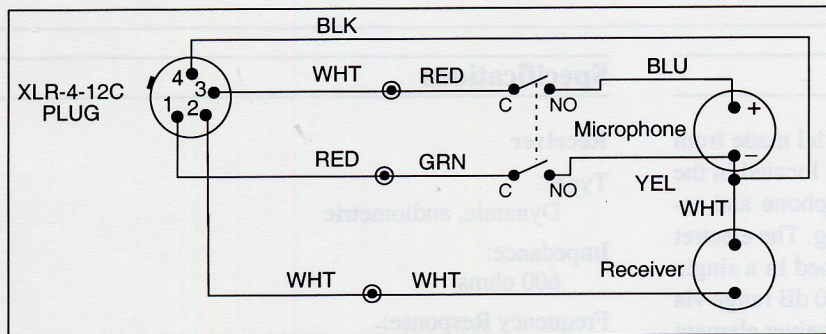 BLK
WHT RED BLU
XLR-4-12C
PLUG
4
3
1 2
C NO
+
Microphone
RED GRN
−
C NO
YEL
WHT
Receiver
WHT WHT
Specification
Receiver
Dynamic, audiometric
Impedance:
600 ohms
Frequency Response: